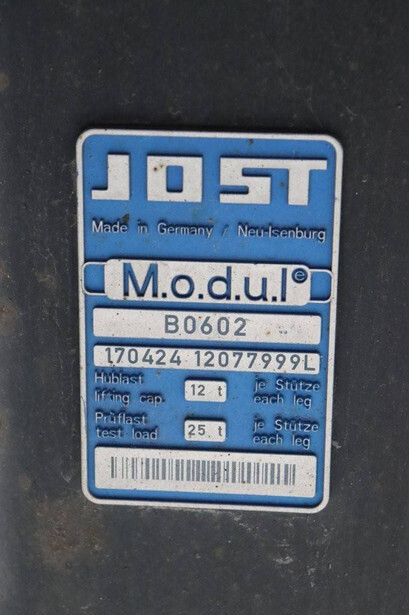 JOST
Made in Germany / Neu-Isenburg
M.o.d.u.l®
B0602
170424 12077999L
Hublast 12 t je Stütze
lifting cap. each leg
Prüflast 25 t je Stütze
test load each leg